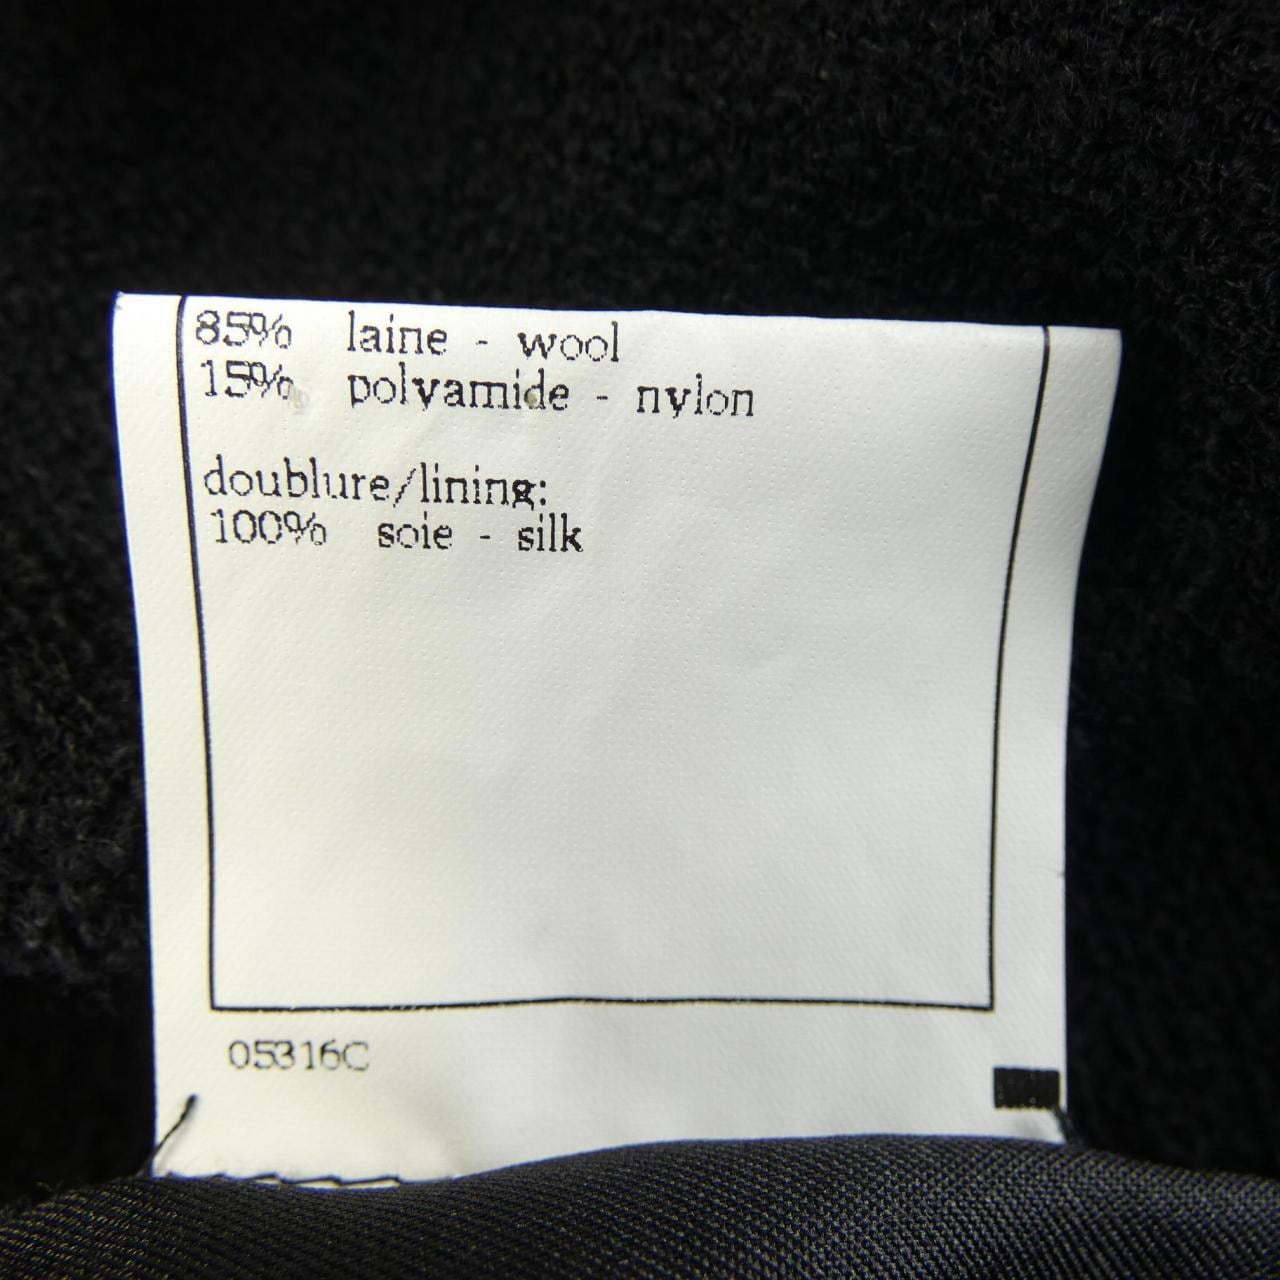 85% laine - wool
15% polyamide - nylon
doublure/lining:
100% soie - silk
05316C